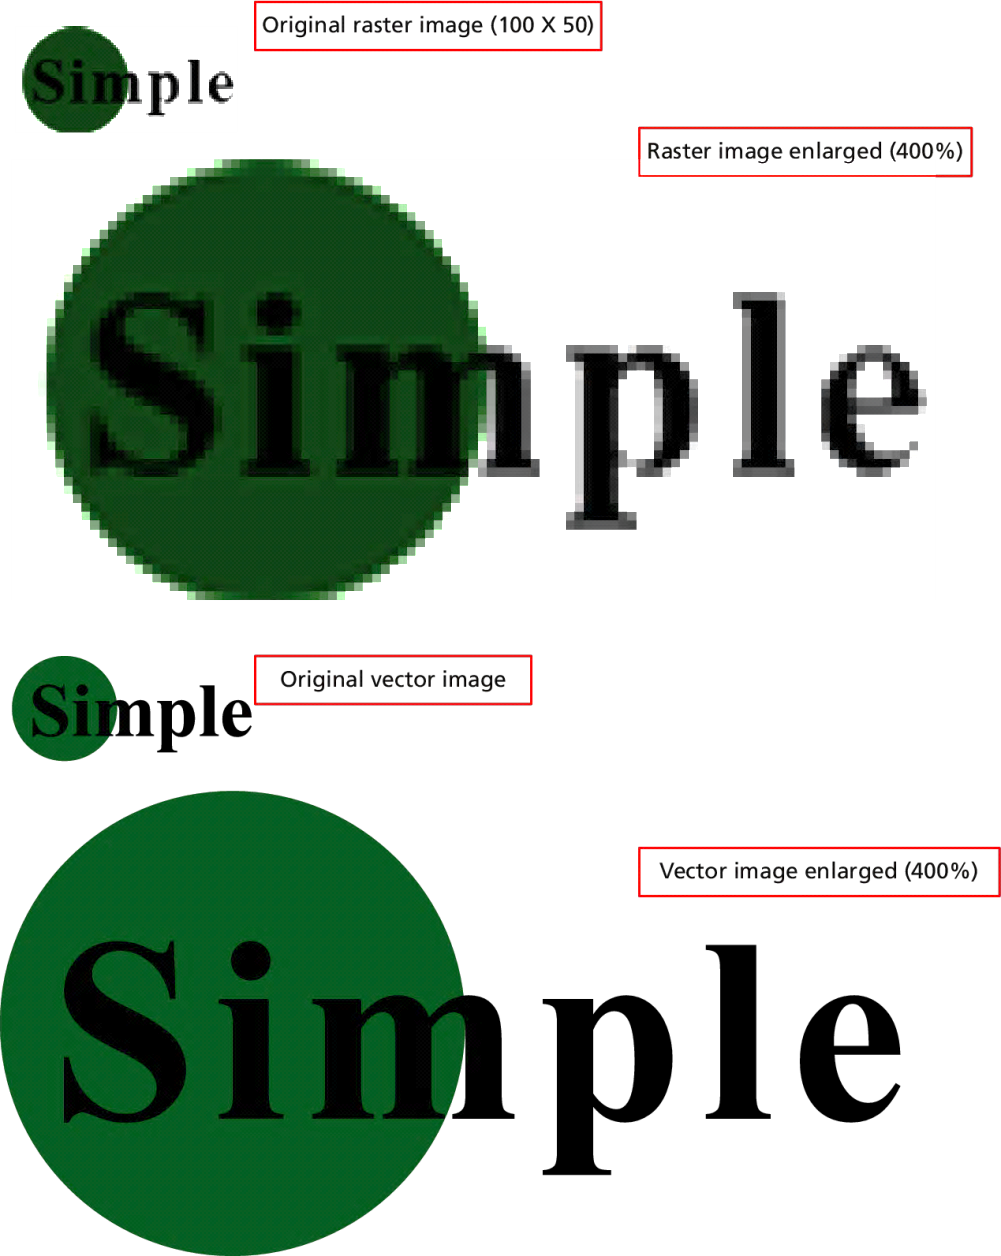 Original raster image (100 X 50)
Simple
Raster image enlarged (400%)
Simple
Original vector image
Simple
Vector image enlarged (400%)
Simple